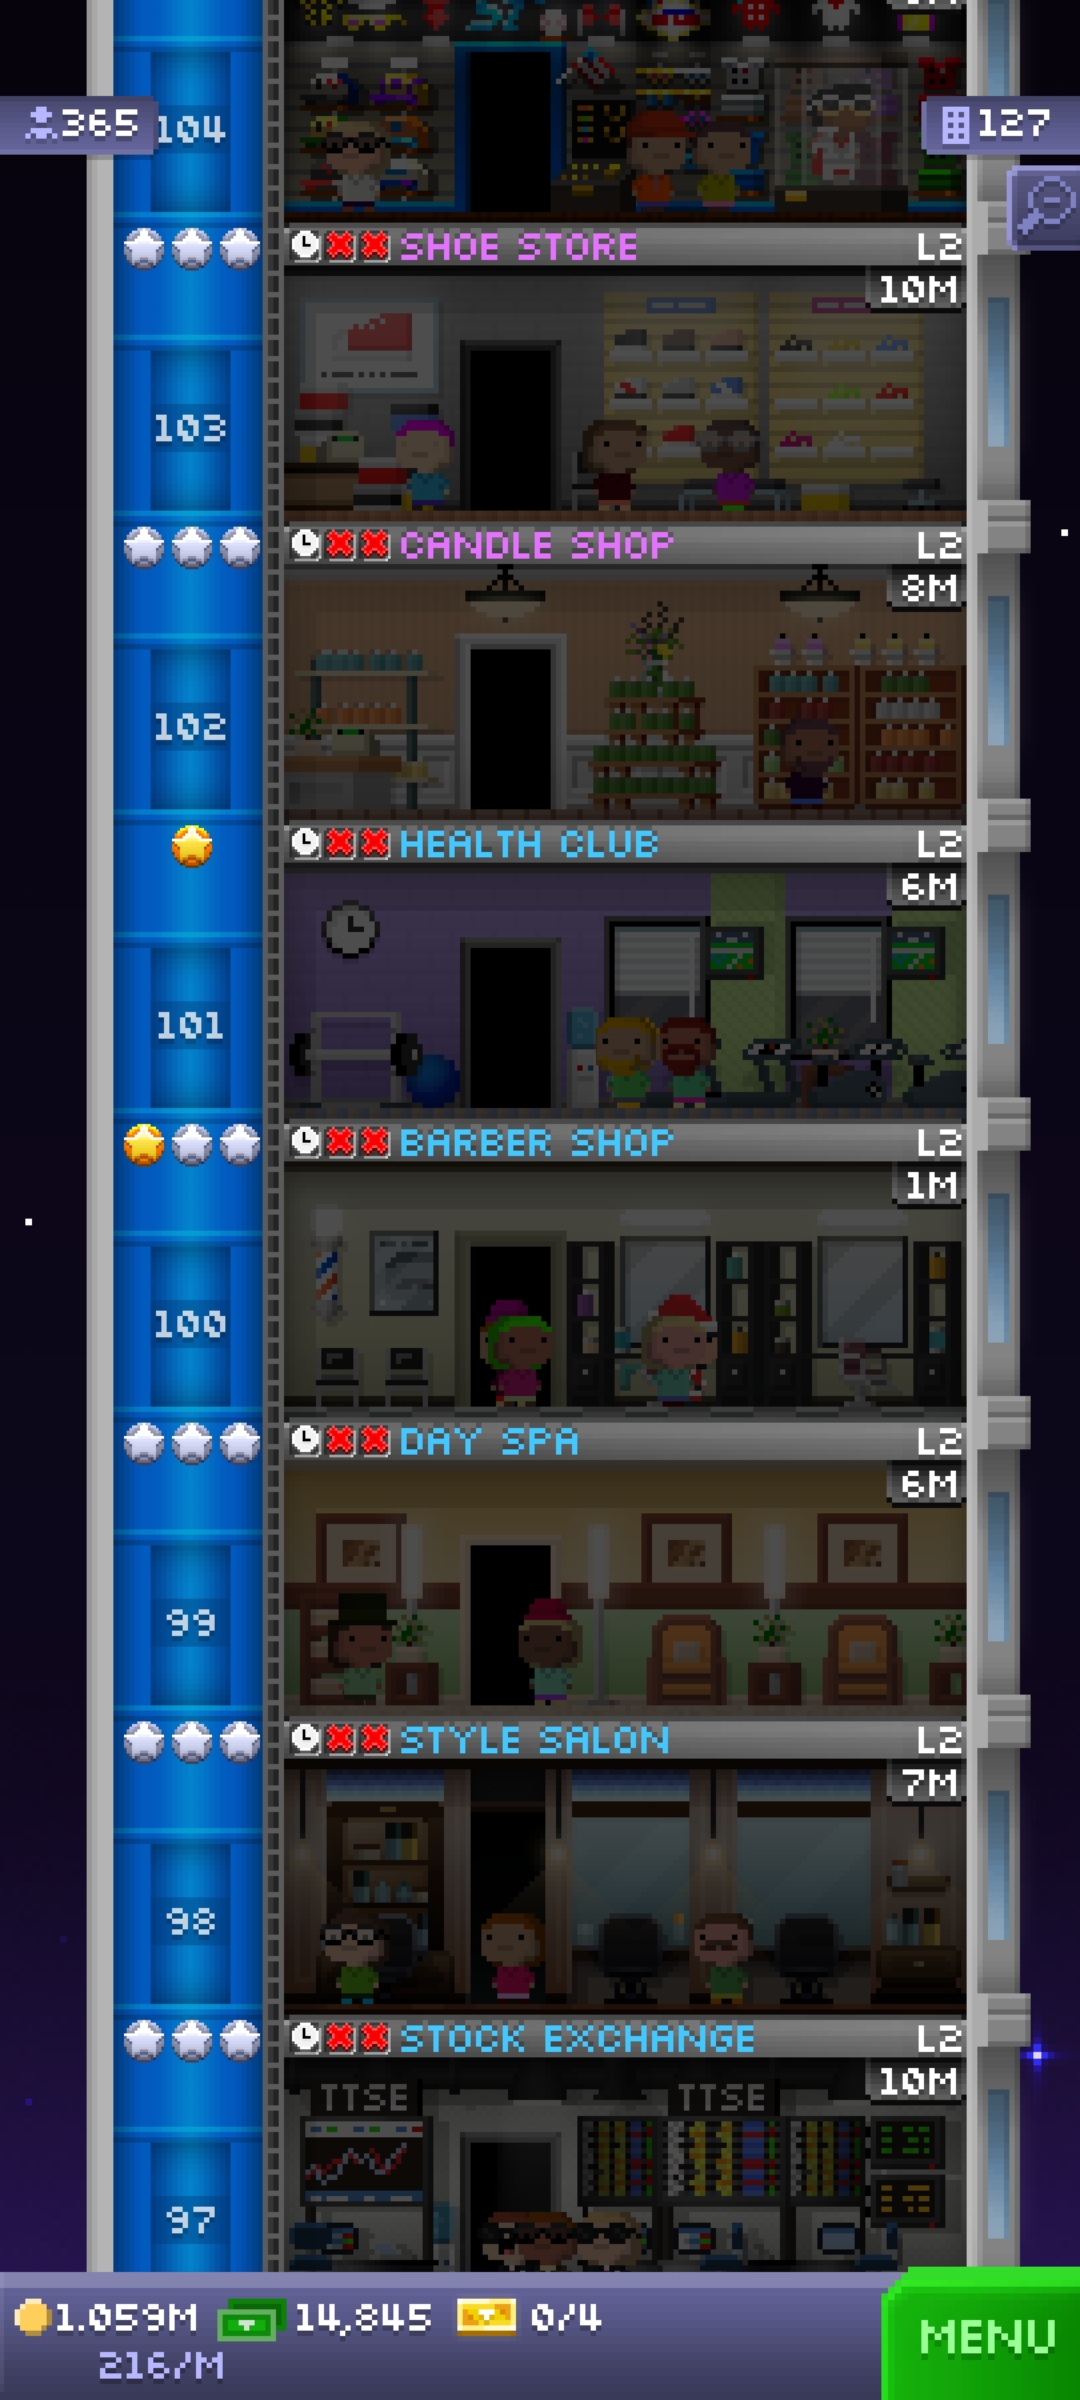 365
104
127
SHOE STORE L2
10M
103
CANDLE SHOP L2
8M
102
HEALTH CLUB L2
6M
101
BARBER SHOP L2
1M
100
DAY SPA L2
6M
99
STYLE SALON L2
7M
98
STOCK EXCHANGE L2
10M
TTSE TTSE
97
1.059M 14,845 0/4
216/M
MENU